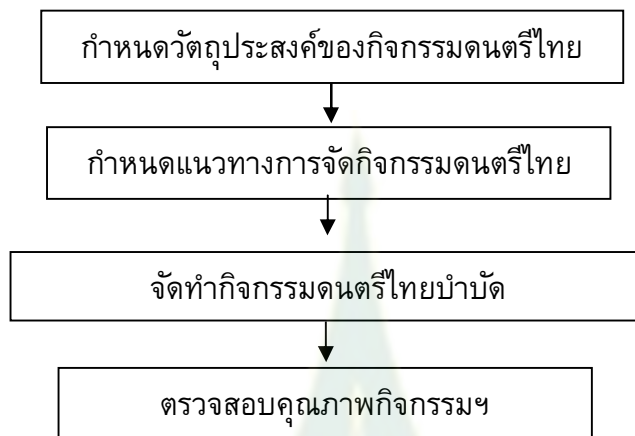 กำหนดวัตถุประสงค์ของกิจกรรมดนตรีไทย
กำหนดแนวทางการจัดกิจกรรมดนตรีไทย
จัดทำกิจกรรมดนตรีไทยบำบัด
ตรวจสอบคุณภาพกิจกรรมฯ